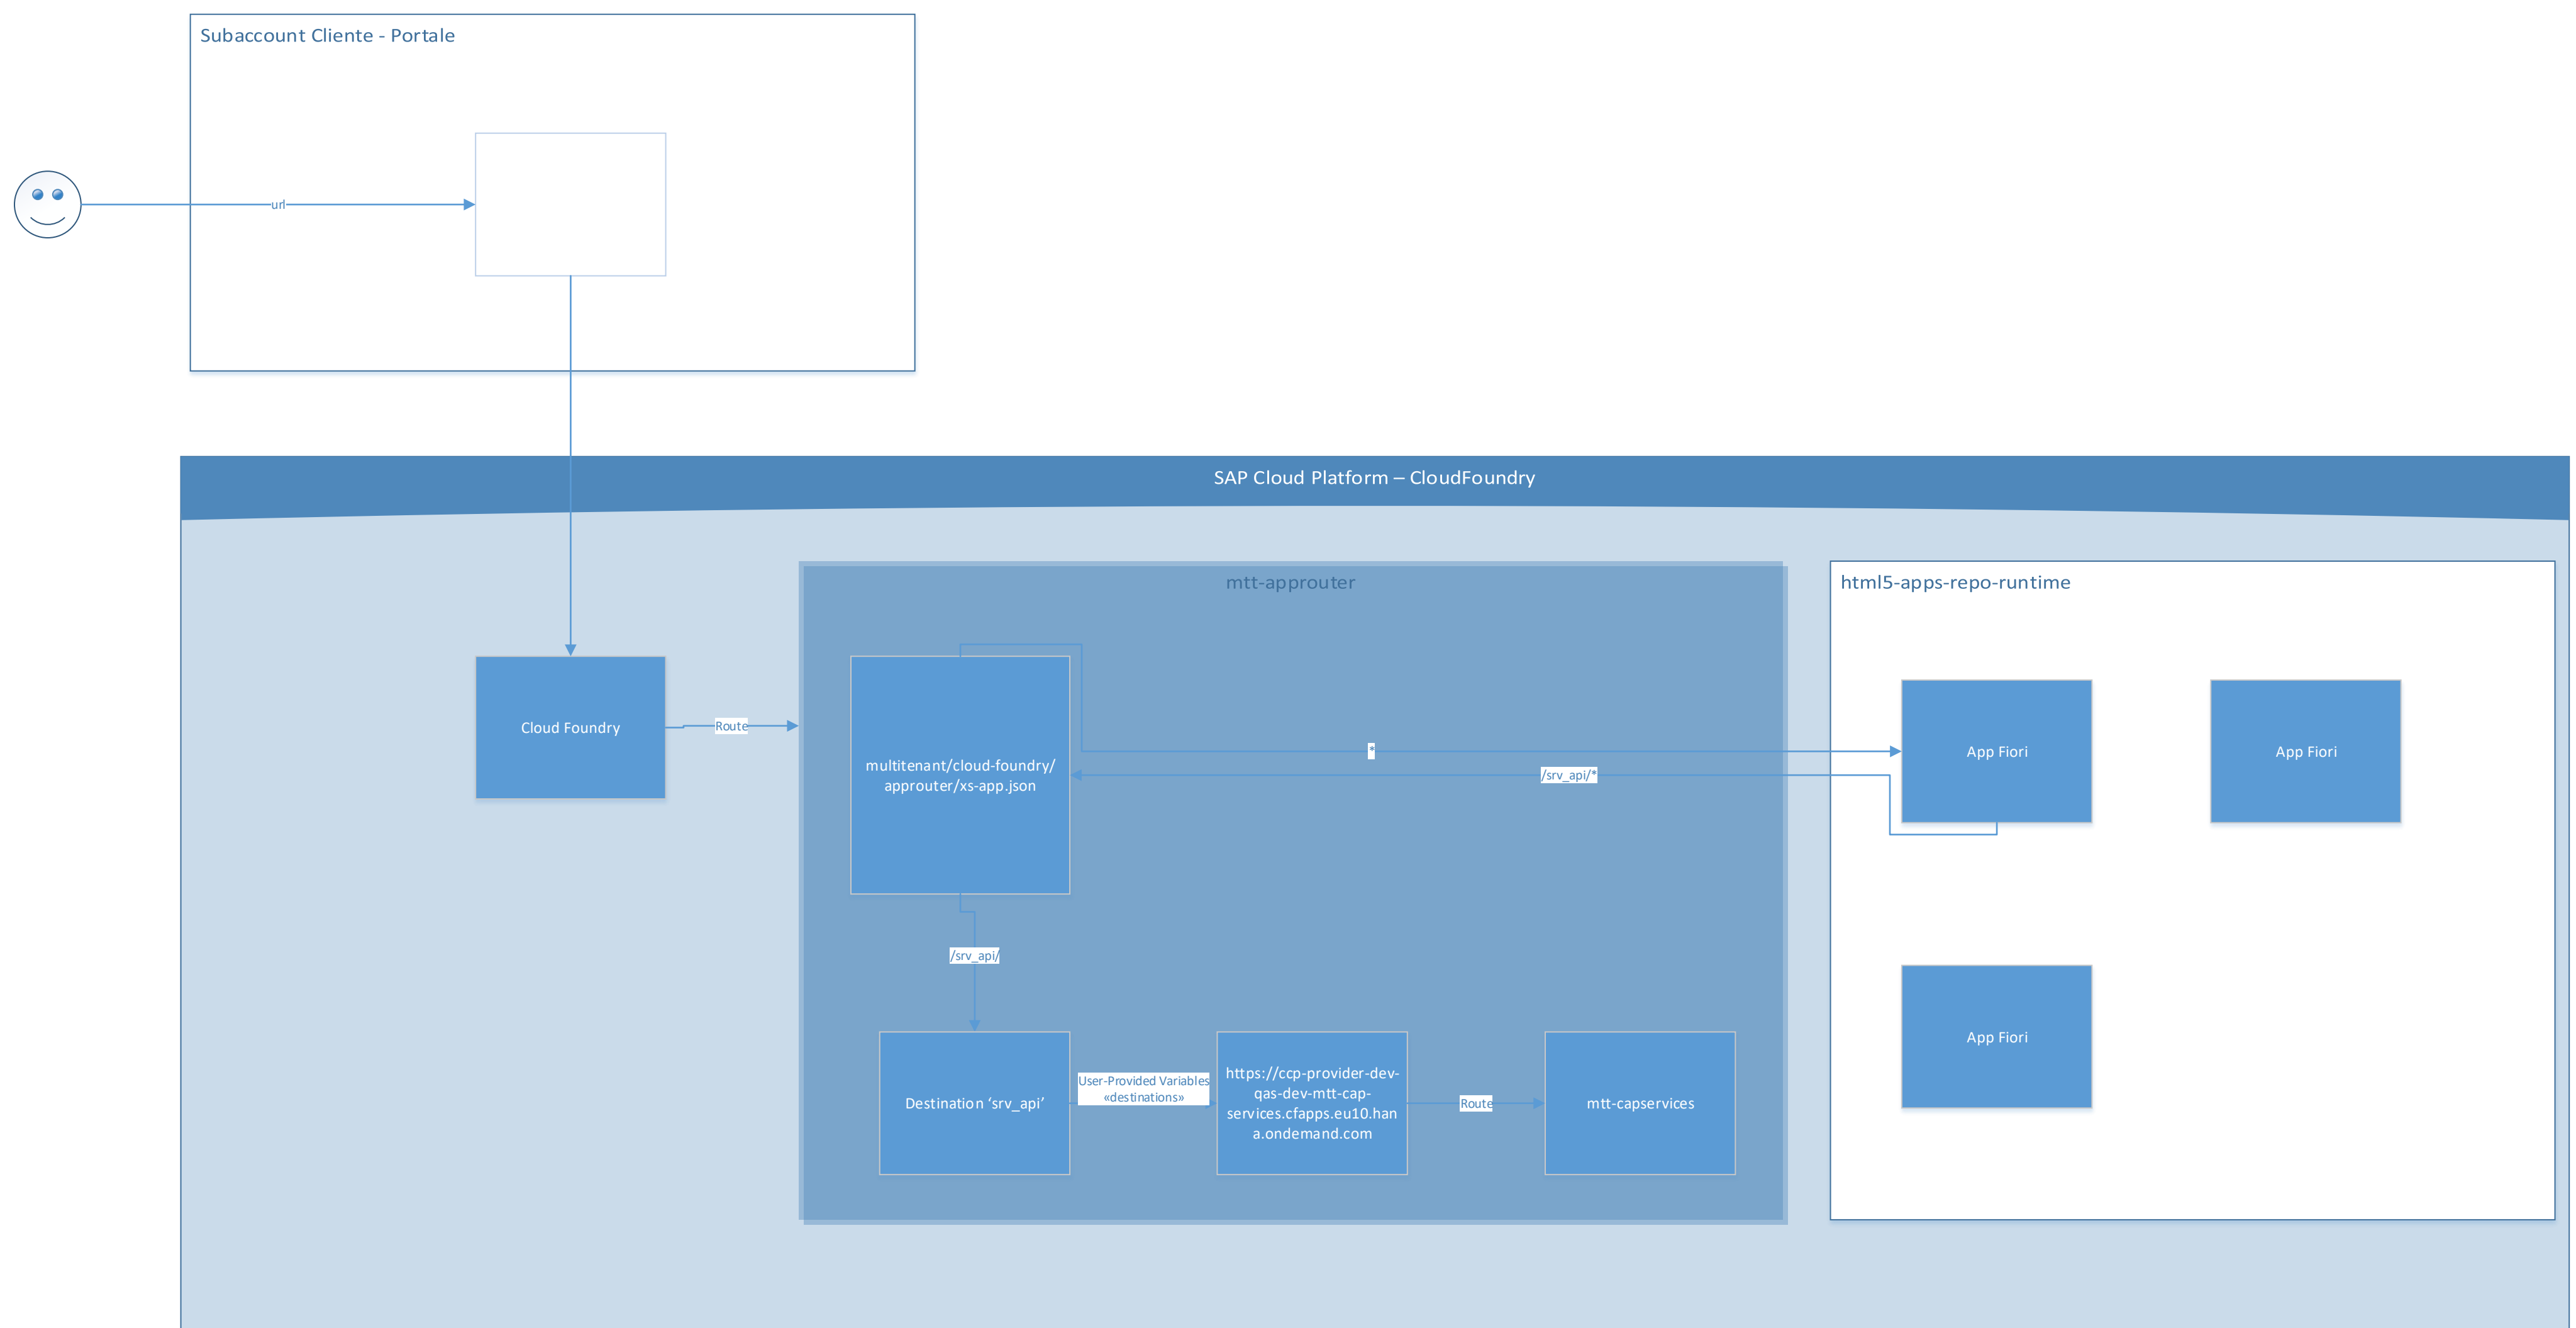 Subaccount Cliente - Portale
url
SAP Cloud Platform – CloudFoundry
mtt-approuter
html5-apps-repo-runtime
Cloud Foundry
Route
multitenant/cloud-foundry/
approuter/xs-app.json
*
/srv_api/*
App Fiori
App Fiori
/srv_api/
App Fiori
Destination ‘srv_api’
User-Provided Variables
«destinations»
https://ccp-provider-dev-
qas-dev-mtt-cap-
services.cfapps.eu10.han
a.ondemand.com
Route
mtt-capservices